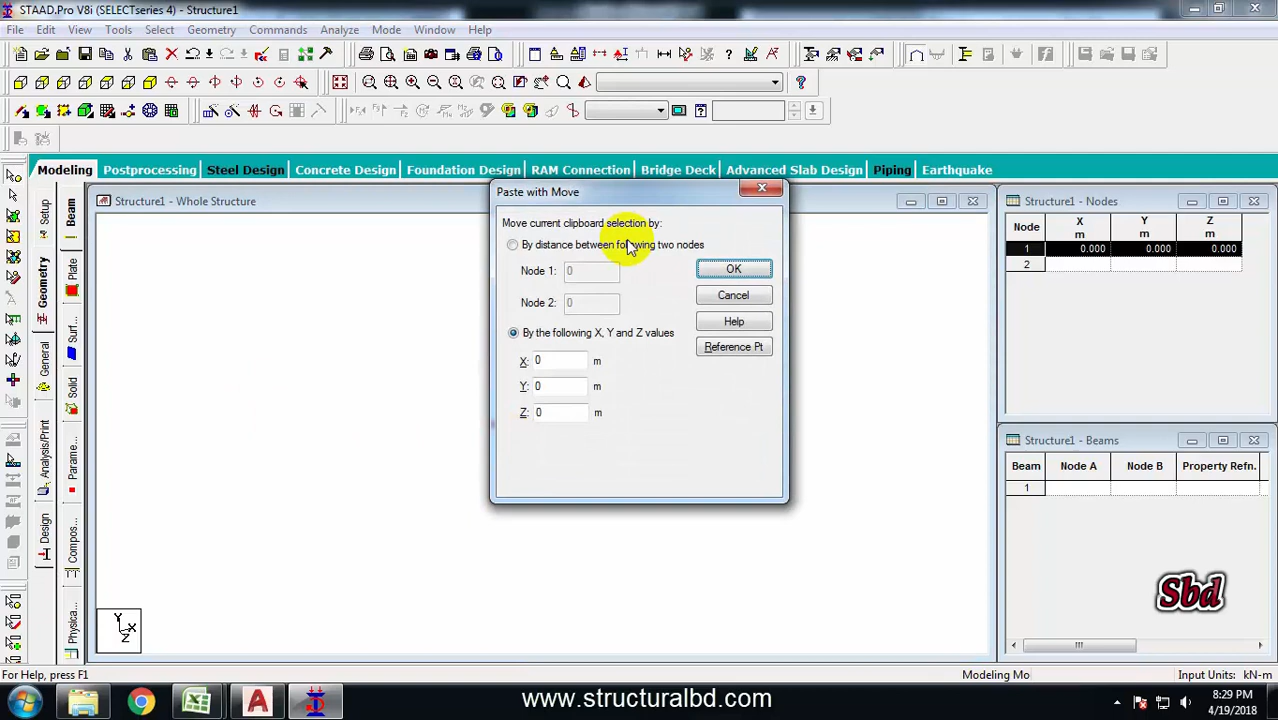 STAAD.Pro V8i (SELECTseries 4) - Structure1
File Edit View Tools Select Geometry Commands Analyze Mode Window Help
Modeling Postprocessing Steel Design Concrete Design Foundation Design RAM Connection Bridge Deck Advanced Slab Design Piping Earthquake
Setup
Geometry
General
Analysis/Print
Design
Beam
Plate
Surf...
Solid
Parame...
Compos...
Physica...
Structure1 - Whole Structure
Y
X
Z
Paste with Move
Move current clipboard selection by:
By distance between following two nodes
Node 1: 0
Node 2: 0
By the following X, Y and Z values
X: 0 m
Y: 0 m
Z: 0 m
OK
Cancel
Help
Reference Pt
Structure1 - Nodes
Node X m Y m Z m
1 0.000 0.000 0.000
2
Structure1 - Beams
Beam Node A Node B Property Refn.
1
Sbd
For Help, press F1
Modeling Mo Input Units: kN-m
www.structuralbd.com
8:29 PM
4/19/2018